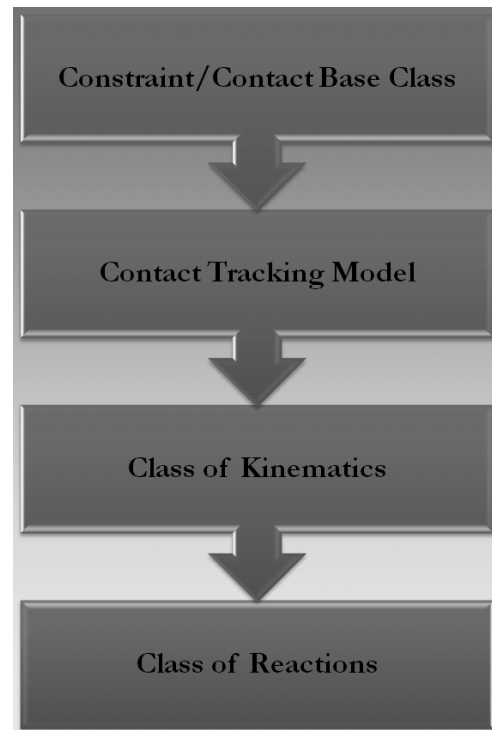 Constraint/Contact Base Class
Contact Tracking Model
Class of Kinematics
Class of Reactions